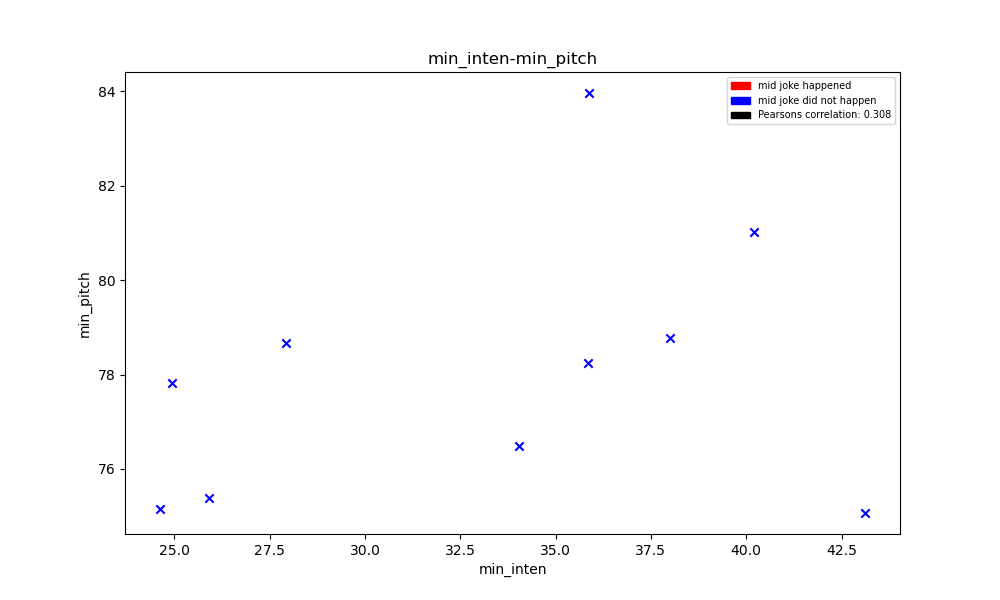 min_inten-min_pitch
mid joke happened
mid joke did not happen
Pearsons correlation: 0.308
84
82
80
78
76
min_pitch
25.0 27.5 30.0 32.5 35.0 37.5 40.0 42.5
min_inten